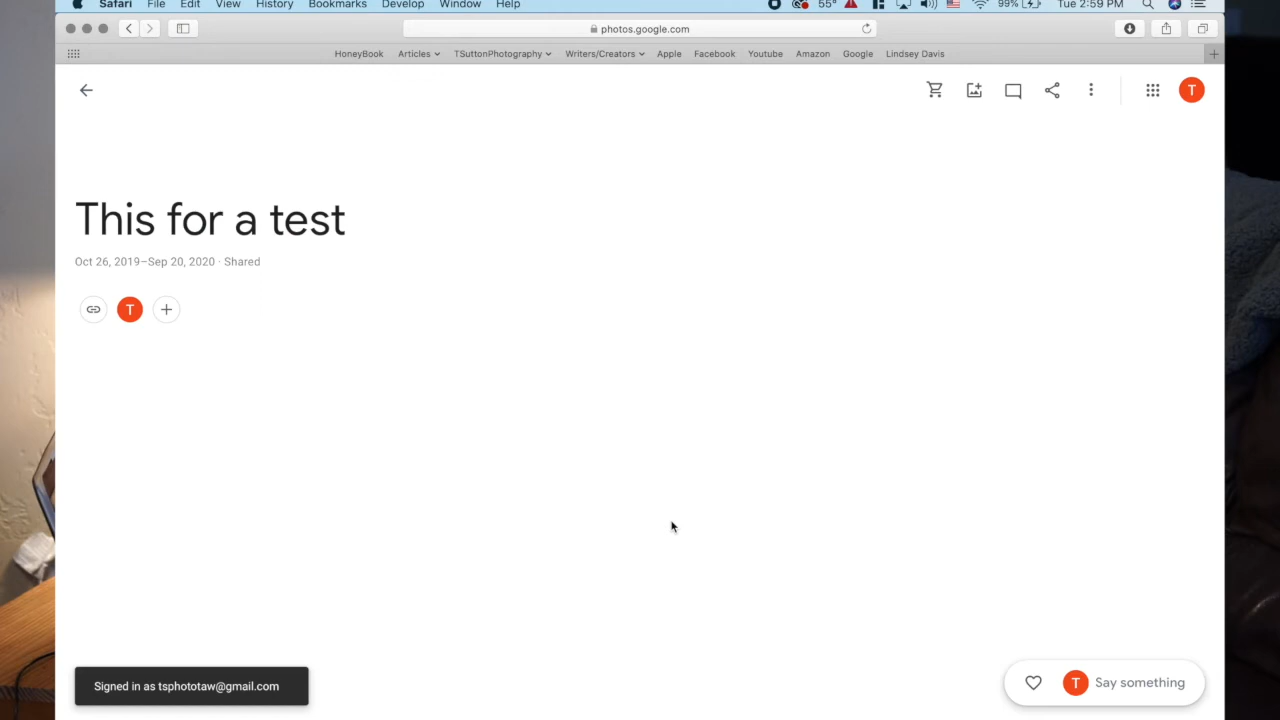 Safari File Edit View History Bookmarks Develop Window Help 55° 99% Tue 2:59 PM
photos.google.com
HoneyBook Articles TSuttonPhotography Writers/Creators Apple Facebook Youtube Amazon Google Lindsey Davis
T
This for a test
Oct 26, 2019–Sep 20, 2020 · Shared
T
Signed in as tsphototaw@gmail.com
T Say something